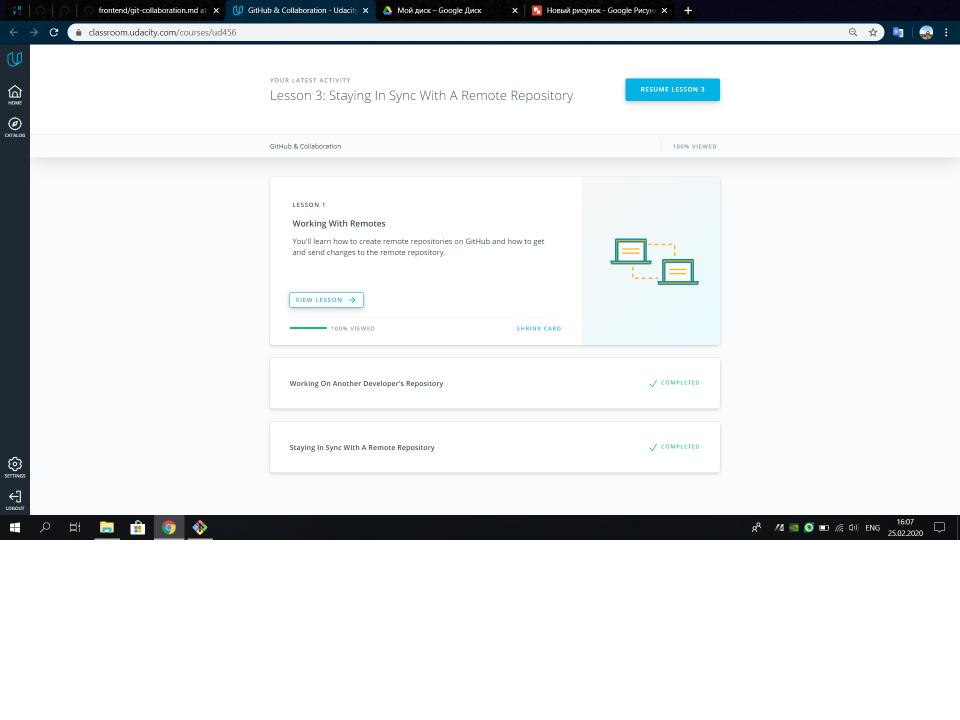 frontend/git-collaboration.md at
GitHub & Collaboration - Udacity
Мой диск – Google Диск
Новый рисунок - Google Рисун
classroom.udacity.com/courses/ud456
HOME
CATALOG
YOUR LATEST ACTIVITY
Lesson 3: Staying In Sync With A Remote Repository
RESUME LESSON 3
GitHub & Collaboration
100% VIEWED
LESSON 1
Working With Remotes
You'll learn how to create remote repositories on GitHub and how to get
and send changes to the remote repository.
VIEW LESSON
100% VIEWED
SHRINK CARD
Working On Another Developer's Repository
COMPLETED
Staying In Sync With A Remote Repository
COMPLETED
SETTINGS
LOGOUT
ENG
16:07
25.02.2020